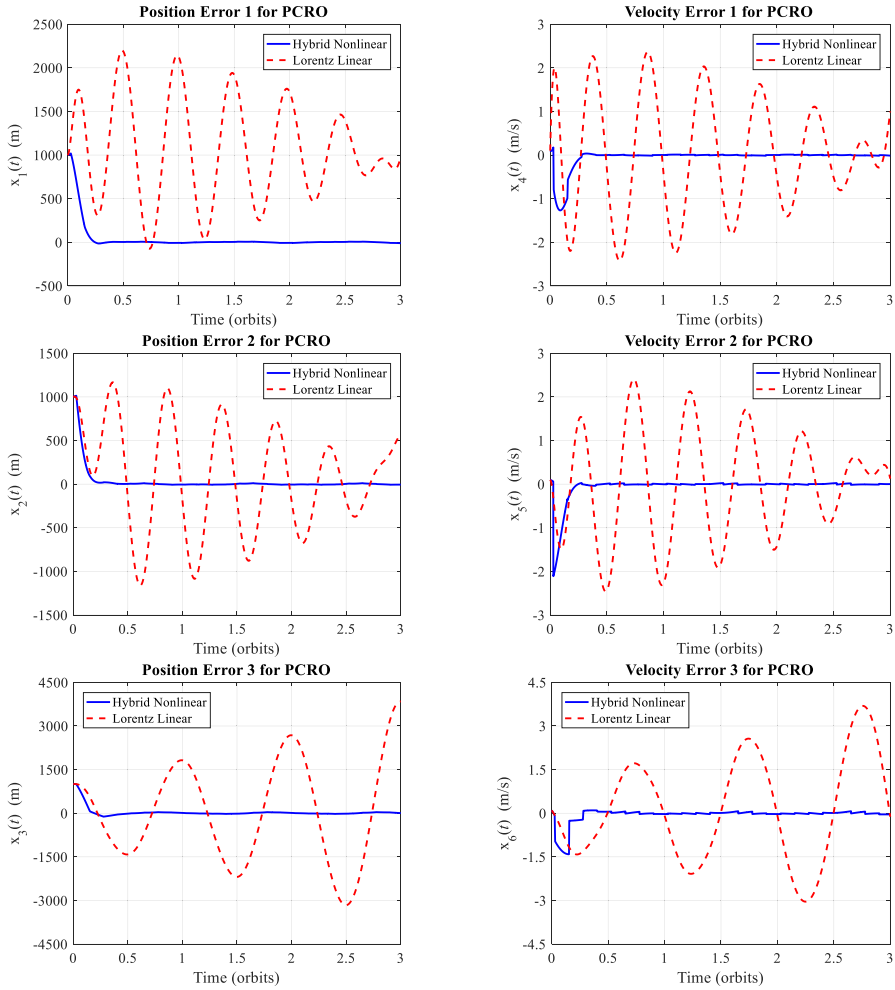 Position Error 1 for PCRO
2500
2000
1500
1000
500
0
-500
x1(t) (m)
Hybrid Nonlinear
Lorentz Linear
0 0.5 1 1.5 2 2.5 3
Time (orbits)
Velocity Error 1 for PCRO
3
2
1
0
-1
-2
-3
x4(t) (m/s)
Hybrid Nonlinear
Lorentz Linear
0 0.5 1 1.5 2 2.5 3
Time (orbits)
Position Error 2 for PCRO
1500
1000
500
0
-500
-1000
-1500
x2(t) (m)
Hybrid Nonlinear
Lorentz Linear
0.5 1 1.5 2 2.5 3
Time (orbits)
Velocity Error 2 for PCRO
3
2
1
0
-1
-2
-3
x5(t) (m/s)
Hybrid Nonlinear
Lorentz Linear
0.5 1 1.5 2 2.5 3
Time (orbits)
Position Error 3 for PCRO
4500
3000
1500
0
-1500
-3000
-4500
x3(t) (m)
Hybrid Nonlinear
Lorentz Linear
0.5 1 1.5 2 2.5 3
Time (orbits)
Velocity Error 3 for PCRO
4.5
3
1.5
0
-1.5
-3
-4.5
x6(t) (m/s)
Hybrid Nonlinear
Lorentz Linear
0.5 1 1.5 2 2.5 3
Time (orbits)